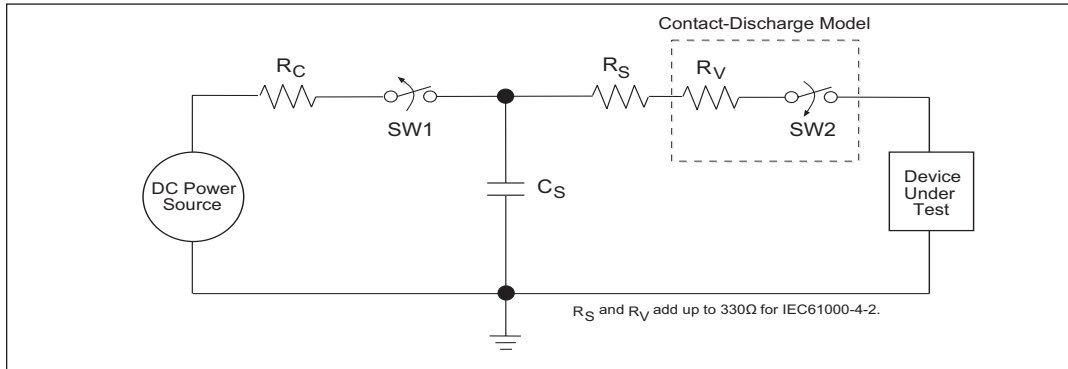 Contact-Discharge Model
RC
RS
RV
SW1
SW2
DC Power
Source
CS
Device
Under
Test
RS and RV add up to 330Ω for IEC61000-4-2.